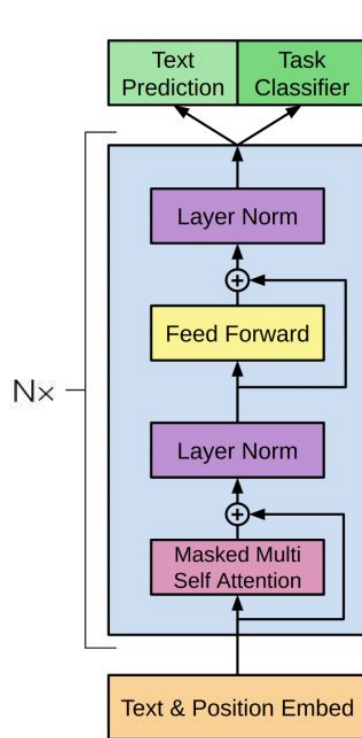 Text
Prediction
Task
Classifier
Layer Norm
+
Feed Forward
N×
Layer Norm
+
Masked Multi
Self Attention
Text & Position Embed